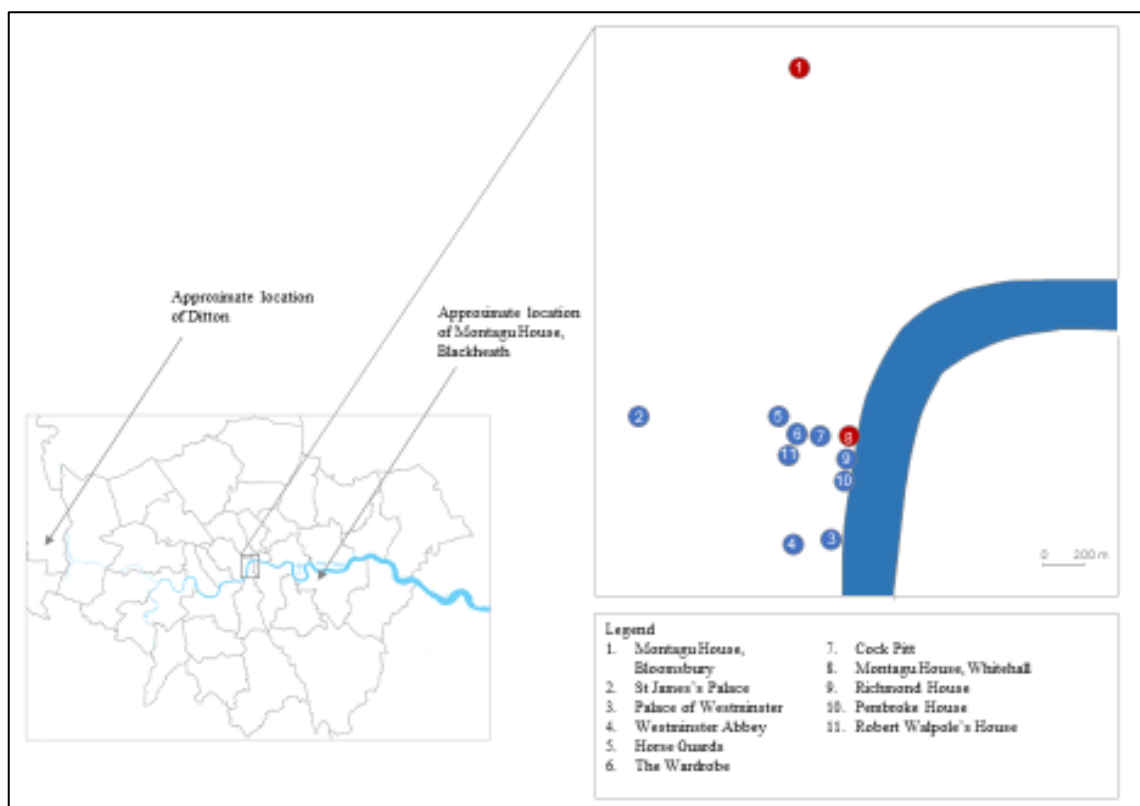 1
Approximate location
of Ditton
Approximate location
of Montagu House,
Blackheath
2
5
6
7
8
11
9
10
4
3
0 200 m
Legend
1. Montagu House,
Bloomsbury
2. St James's Palace
3. Palace of Westminster
4. Westminster Abbey
5. Horse Guards
6. The Wardrobe
7. Cock Pitt
8. Montagu House, Whitehall
9. Richmond House
10. Pembroke House
11. Robert Walpole's House